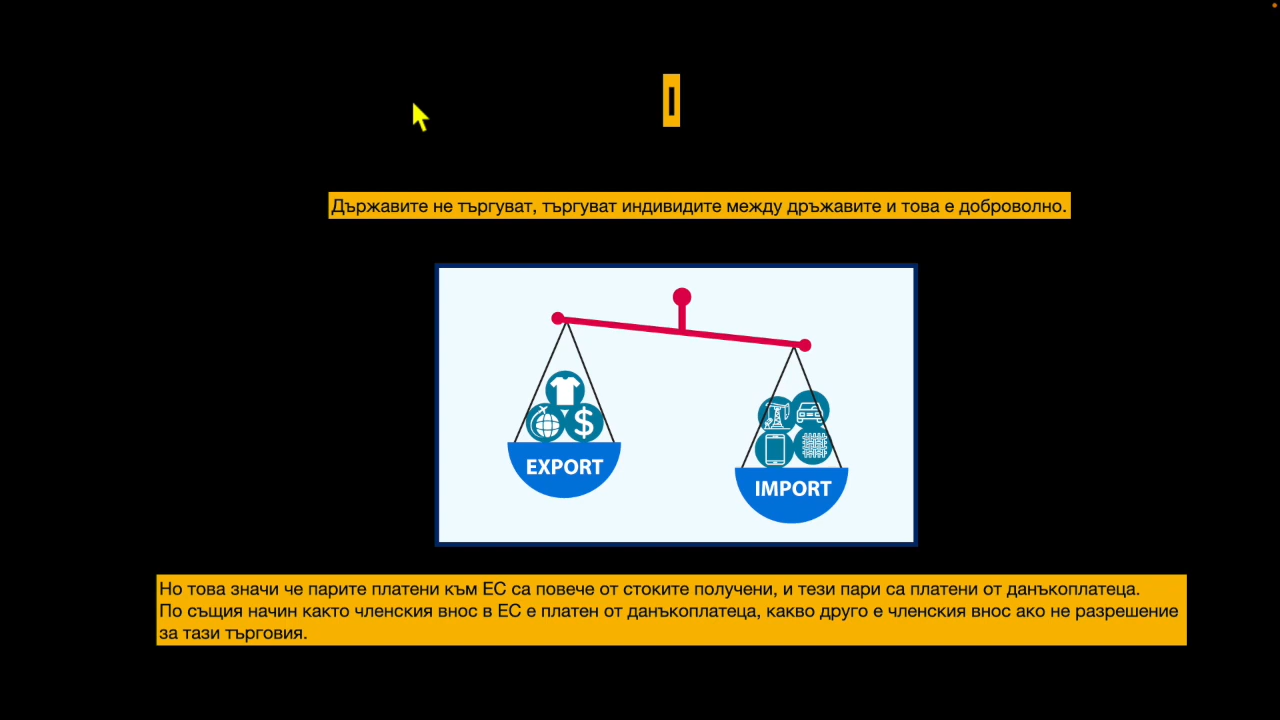 I
Държавите не търгуват, търгуват индивидите между дръжавите и това е доброволно.
EXPORT
IMPORT
Но това значи че парите платени към ЕС са повече от стоките получени, и тези пари са платени от данъкоплатеца.
По същия начин както членския внос в ЕС е платен от данъкоплатеца, какво друго е членския внос ако не разрешение
за тази търговия.